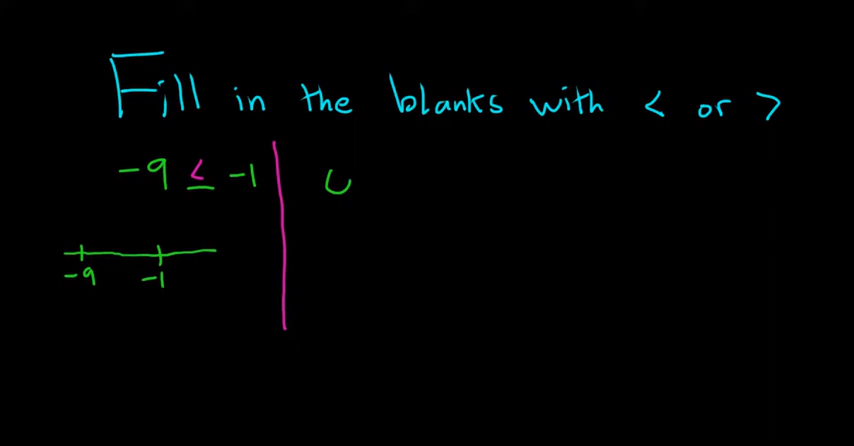 Fill in the blanks with < or >
-9 < -1
-9 -1